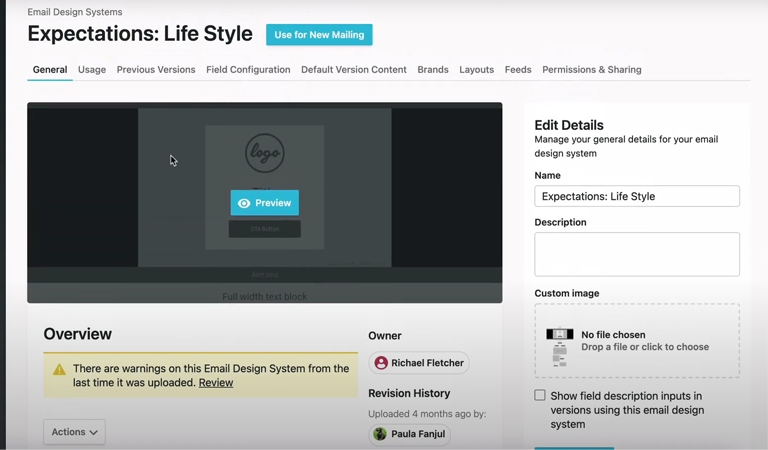 Email Design Systems
Expectations: Life Style
Use for New Mailing
General Usage Previous Versions Field Configuration Default Version Content Brands Layouts Feeds Permissions & Sharing
logo
Preview
CTA Button
Full width text block
Overview
There are warnings on this Email Design System from the
last time it was uploaded. Review
Actions
Owner
Richael Fletcher
Revision History
Uploaded 4 months ago by:
Paula Fanjul
Edit Details
Manage your general details for your email
design system
Name
Expectations: Life Style
Description
Custom image
No file chosen
Drop a file or click to choose
Show field description inputs in
versions using this email design
system